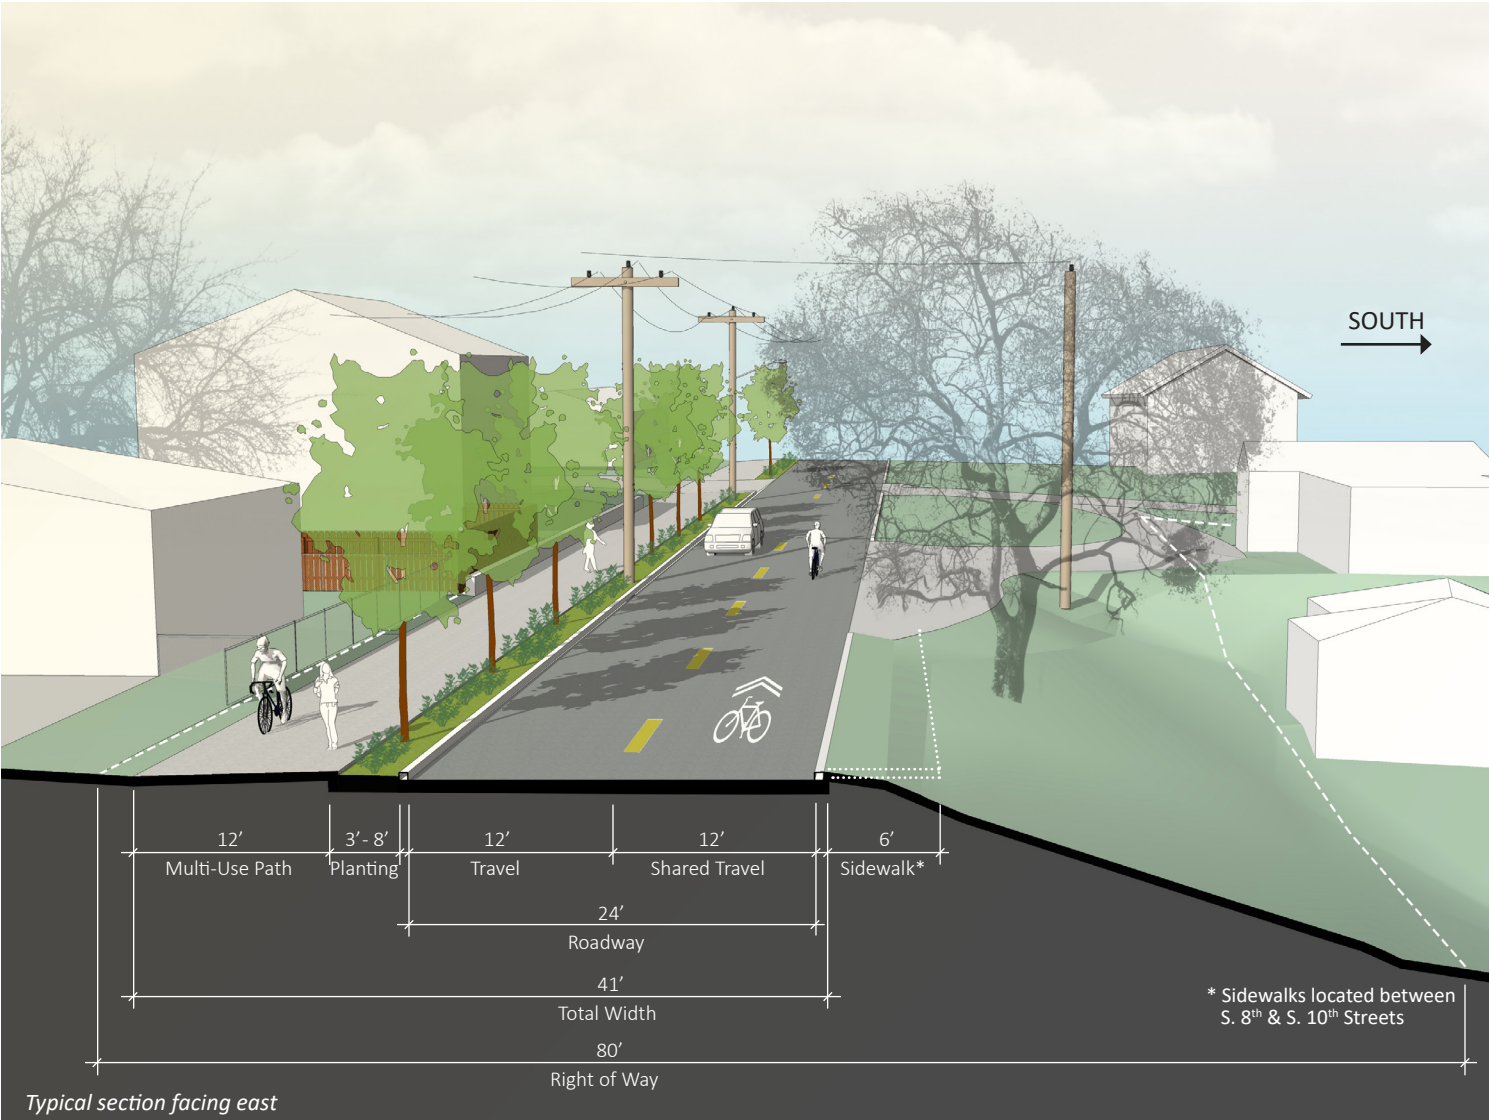 SOUTH
12’
3’ - 8’
12’
12’
6’
Multi-Use Path
Planting
Travel
Shared Travel
Sidewalk*
24’
Roadway
41’
Total Width
* Sidewalks located between
S. 8th & S. 10th Streets
80’
Right of Way
Typical section facing east